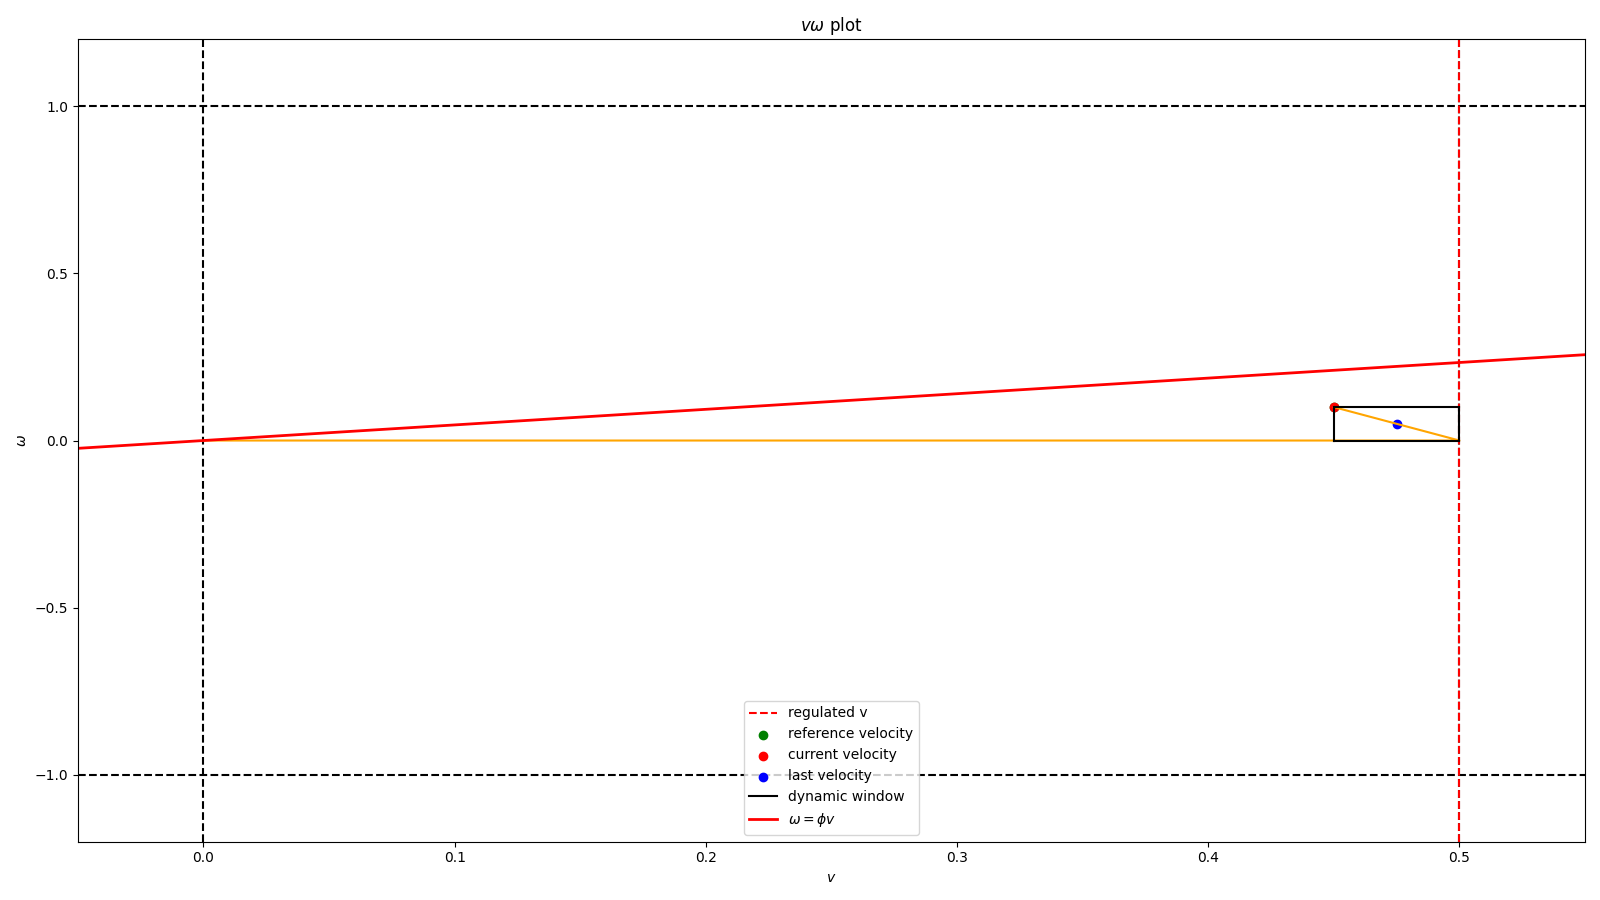 vω plot
1.0
0.5
0.0
−0.5
−1.0
ω
regulated v
reference velocity
current velocity
last velocity
dynamic window
ω = ϕv
0.0 0.1 0.2 0.3 0.4 0.5
v